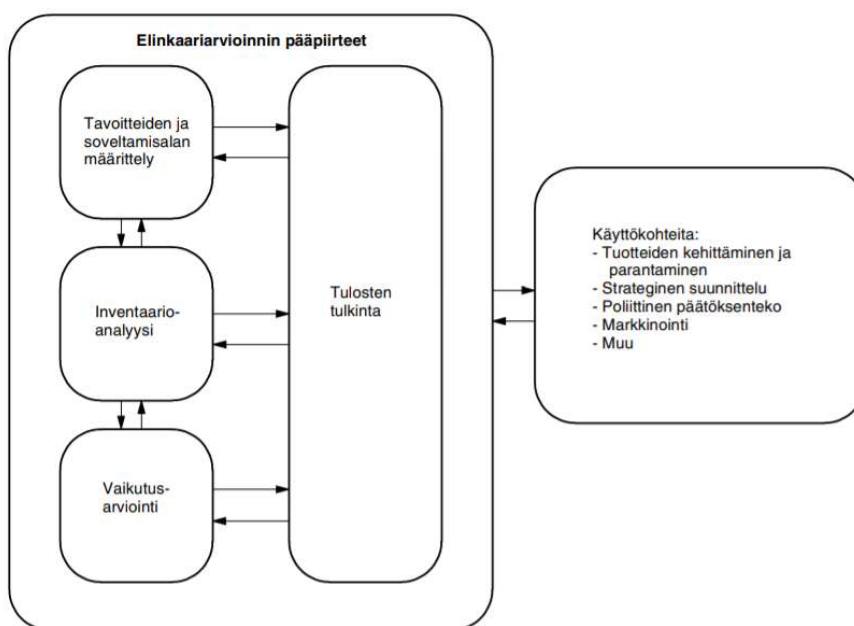 Elinkaariarvioinnin pääpiirteet
Tavoitteiden ja
soveltamisalan
määrittely
Inventaario-
analyysi
Vaikutus-
arviointi
Tulosten
tulkinta
Käyttökohteita:
- Tuotteiden kehittäminen ja
parantaminen
- Strateginen suunnittelu
- Poliittinen päätöksenteko
- Markkinointi
- Muu